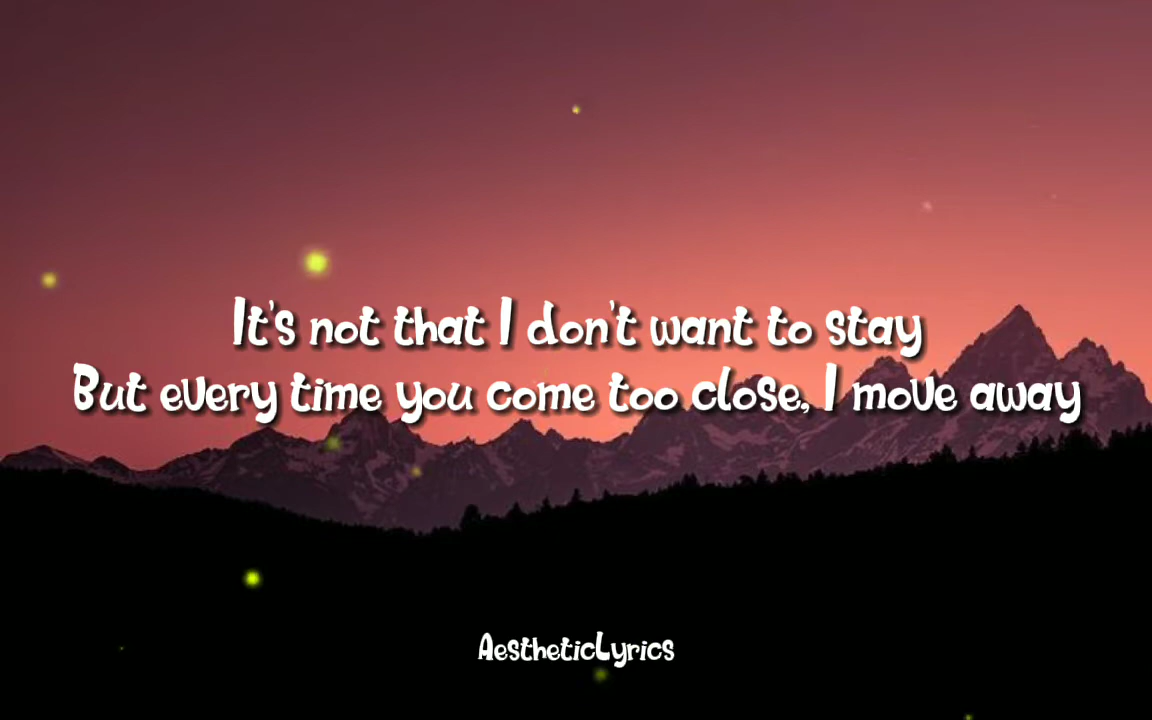 It's not that I don't want to stay
But every time you come too close, I move away
AestheticLyrics